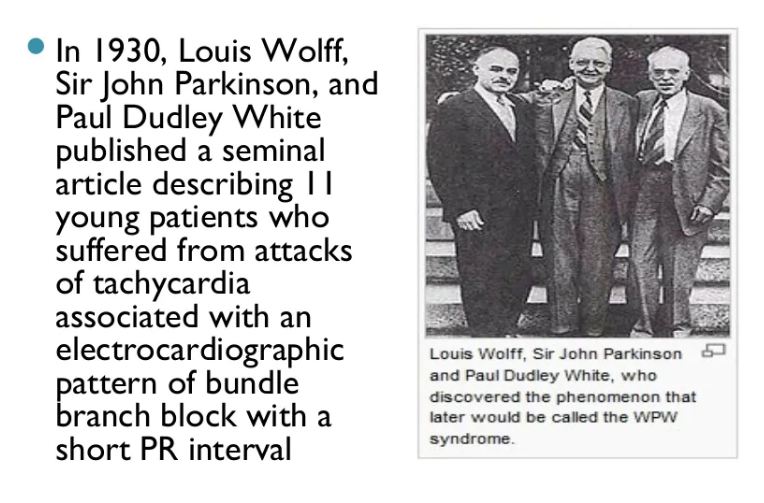 In 1930, Louis Wolff,
Sir John Parkinson, and
Paul Dudley White
published a seminal
article describing 11
young patients who
suffered from attacks
of tachycardia
associated with an
electrocardiographic
pattern of bundle
branch block with a
short PR interval
Louis Wolff, Sir John Parkinson
and Paul Dudley White, who
discovered the phenomenon that
later would be called the WPW
syndrome.